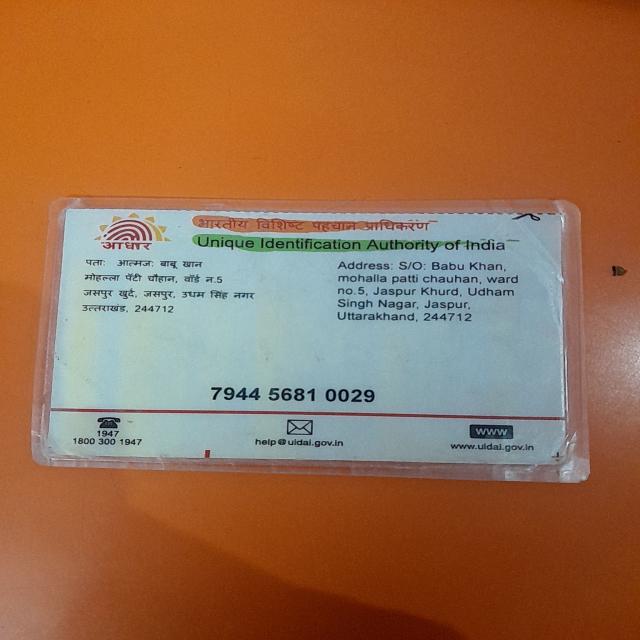 आधार
भारतीय विशिष्ट पहचान प्राधिकरण
Unique Identification Authority of India
पता: आत्मज: बाबू खान
मोहल्ला पॅटी चौहान, वॉर्ड न.5
जसपुर खुर्द, जसपुर, उधम सिंह नगर
उत्तराखंड, 244712
Address: S/O: Babu Khan,
mohalla patti chauhan, ward
no.5, Jaspur Khurd, Udham
Singh Nagar, Jaspur,
Uttarakhand, 244712
7944 5681 0029
1947
1800 300 1947
help@uidai.gov.in
www
www.uidai.gov.in